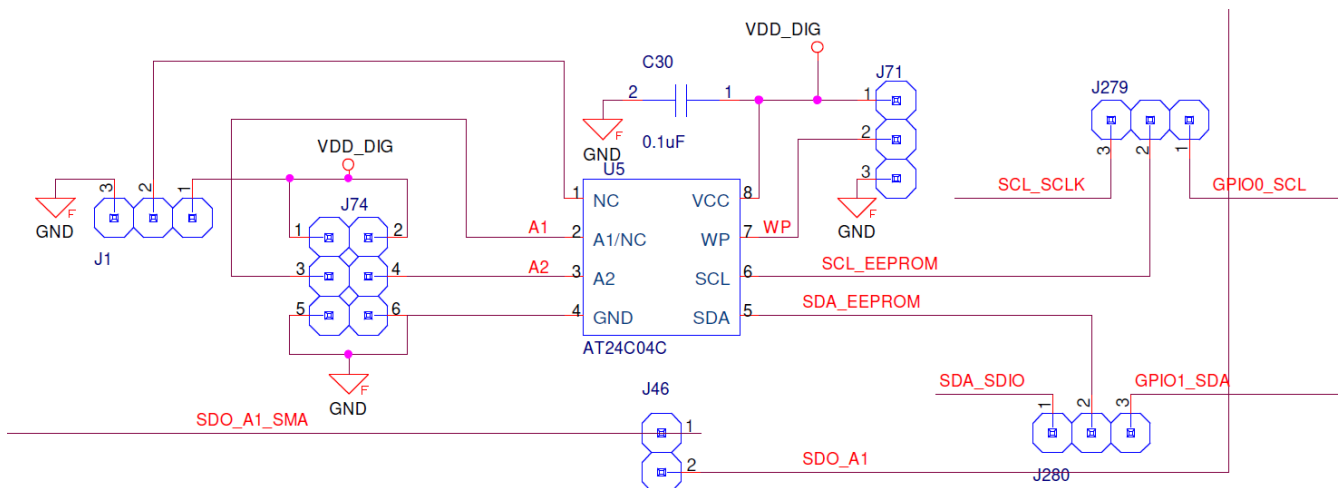 VDD_DIG
C30
2
1
0.1uF
F
GND
J71
1
2
3
F
GND
J279
3
2
1
SCL_SCLK
GPIO0_SCL
VDD_DIG
3
2
1
F
GND
J1
J74
1
2
3
4
5
6
F
GND
A1
A2
U5
1 NC VCC 8
2 A1/NC WP 7
3 A2 SCL 6
4 GND SDA 5
AT24C04C
WP
SCL_EEPROM
SDA_EEPROM
SDA_SDIO
GPIO1_SDA
1
2
3
J280
J46
SDO_A1_SMA
1
2
SDO_A1